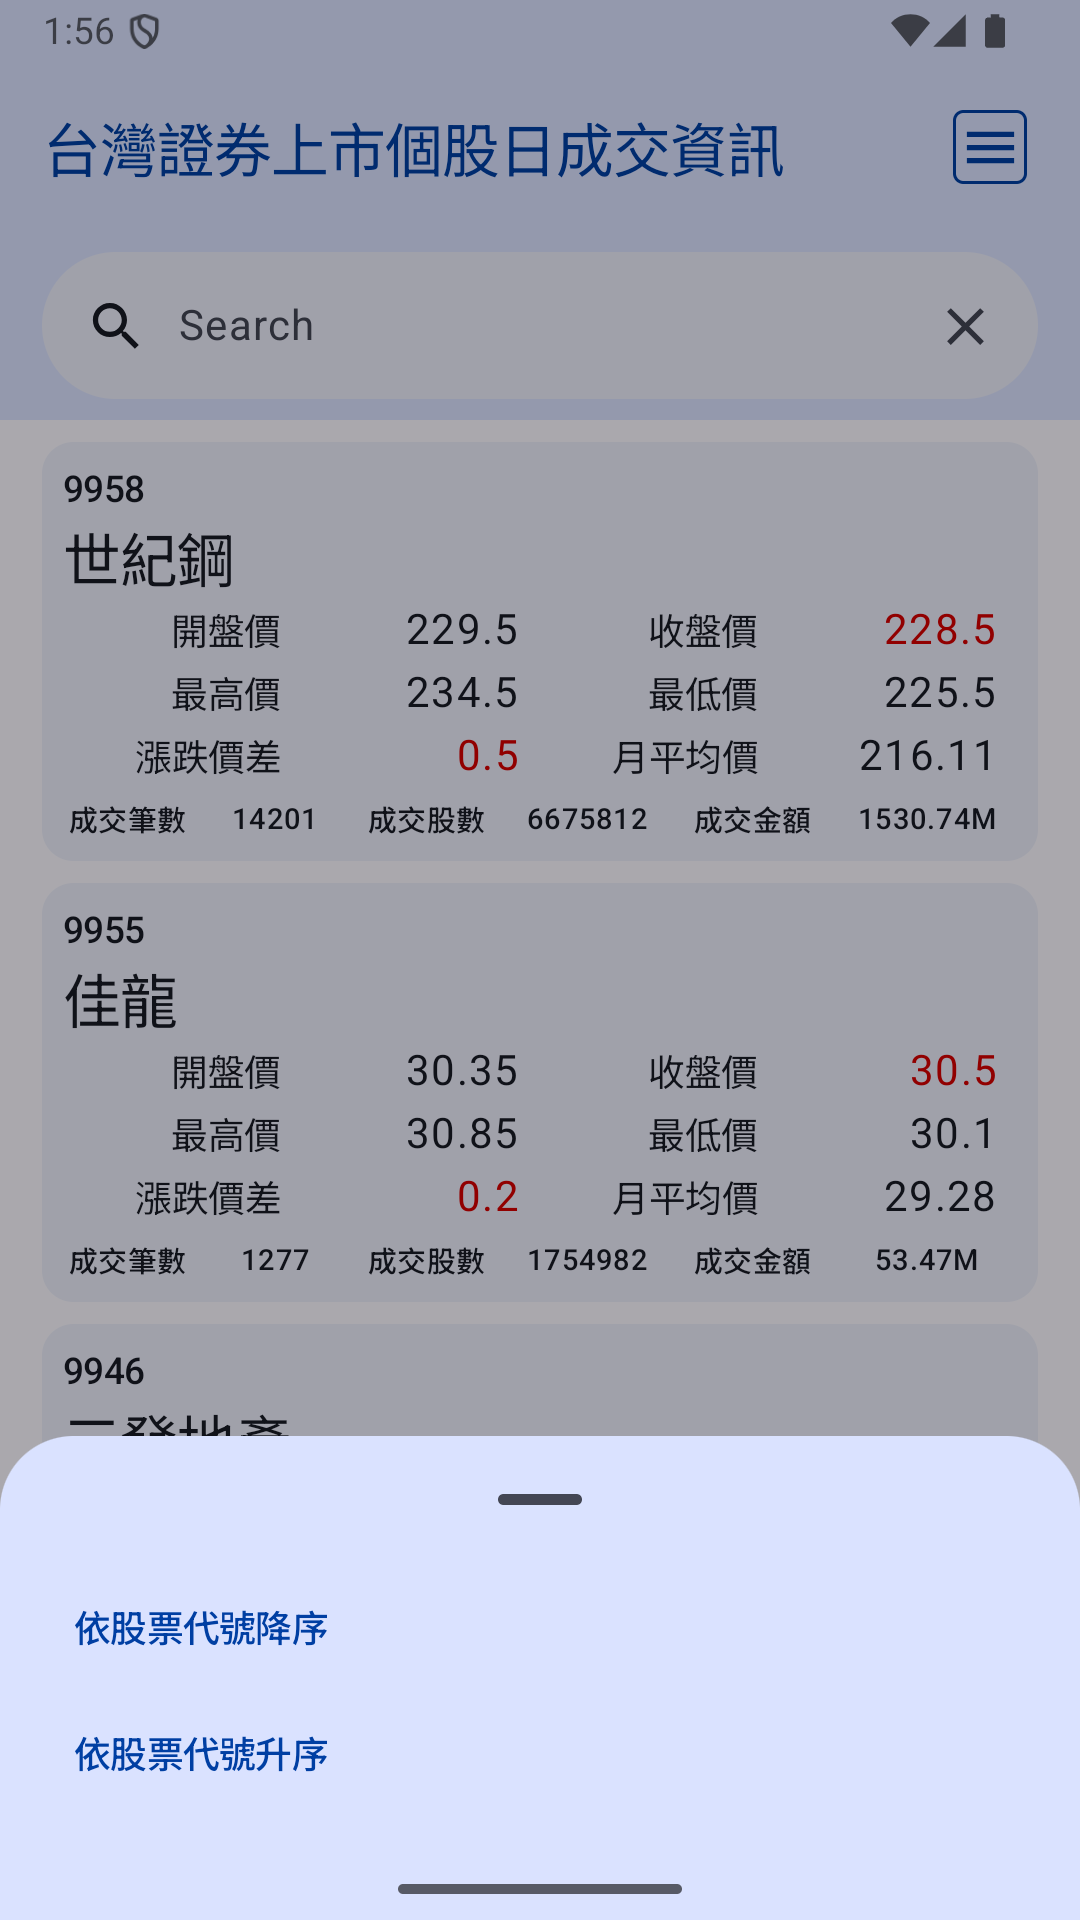 1:56
台灣證券上市個股日成交資訊
Search
9958
世紀鋼
開盤價 229.5 收盤價 228.5
最高價 234.5 最低價 225.5
漲跌價差 0.5 月平均價 216.11
成交筆數 14201 成交股數 6675812 成交金額 1530.74M
9955
佳龍
開盤價 30.35 收盤價 30.5
最高價 30.85 最低價 30.1
漲跌價差 0.2 月平均價 29.28
成交筆數 1277 成交股數 1754982 成交金額 53.47M
9946
依股票代號降序
依股票代號升序